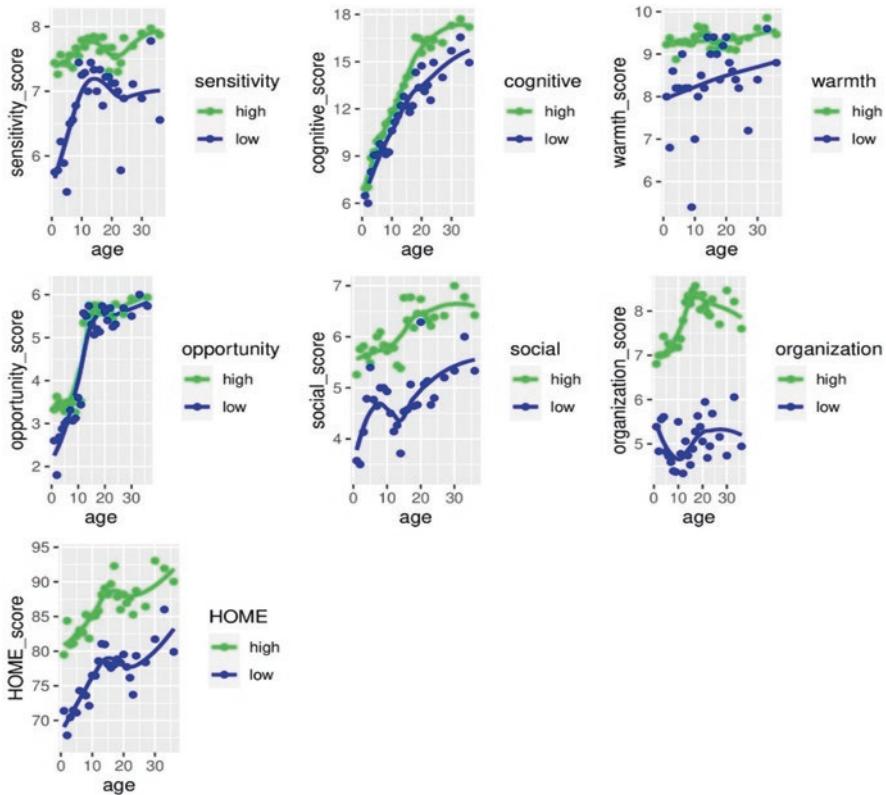 sensitivity_score
8
7
6
0 10 20 30
age
sensitivity
high
low
cognitive_score
18
15
12
9
6
0 10 20 30
age
cognitive
high
low
warmth_score
10
9
8
7
6
0 10 20 30
age
warmth
high
low
opportunity_score
6
5
4
3
2
0 10 20 30
age
opportunity
high
low
social_score
7
6
5
4
0 10 20 30
age
social
high
low
organization_score
8
7
6
5
0 10 20 30
age
organization
high
low
HOME_score
95
90
85
80
75
70
0 10 20 30
age
HOME
high
low